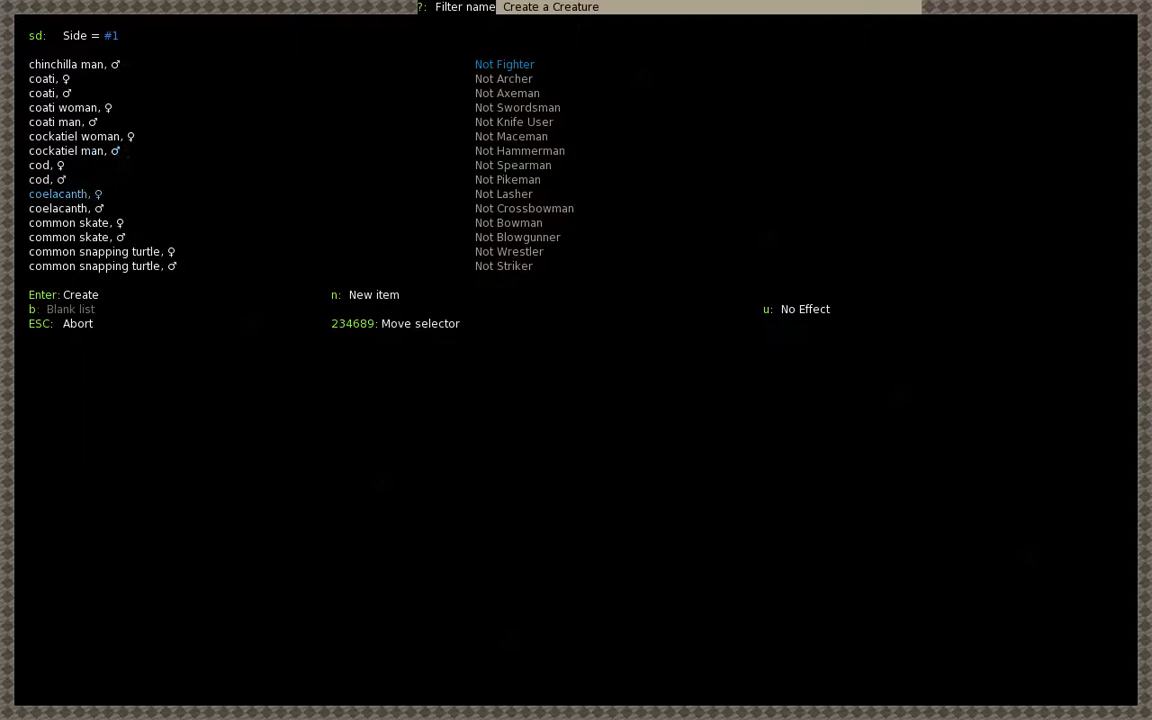 ?: Filter name Create a Creature
sd: Side = #1
chinchilla man, ♂ Not Fighter
coati, ♀ Not Archer
coati, ♂ Not Axeman
coati woman, ♀ Not Swordsman
coati man, ♂ Not Knife User
cockatiel woman, ♀ Not Maceman
cockatiel man, ♂ Not Hammerman
cod, ♀ Not Spearman
cod, ♂ Not Pikeman
coelacanth, ♀ Not Lasher
coelacanth, ♂ Not Crossbowman
common skate, ♀ Not Bowman
common skate, ♂ Not Blowgunner
common snapping turtle, ♀ Not Wrestler
common snapping turtle, ♂ Not Striker
Enter: Create n: New item
b: Blank list u: No Effect
ESC: Abort 234689: Move selector